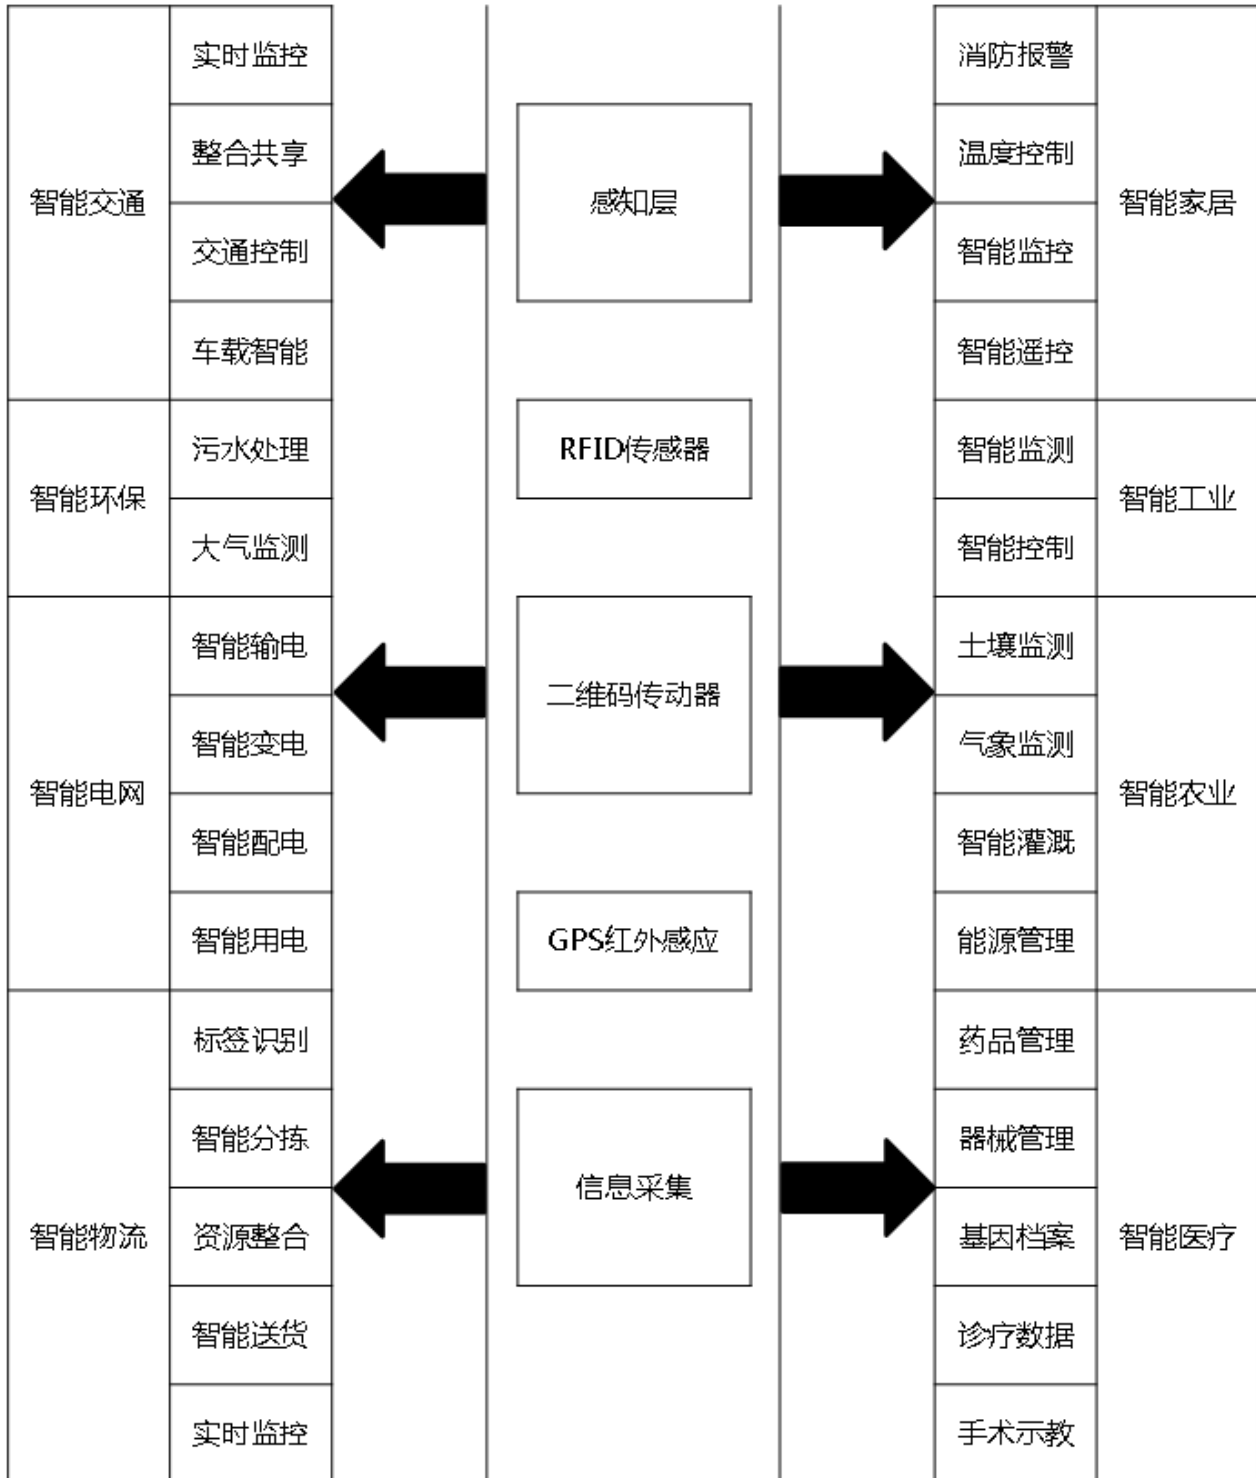 智能交通
实时监控
整合共享
交通控制
车载智能
智能环保
污水处理
大气监测
智能电网
智能输电
智能变电
智能配电
智能用电
智能物流
标签识别
智能分拣
资源整合
智能送货
实时监控
感知层
RFID传感器
二维码传动器
GPS红外感应
信息采集
消防报警
温度控制
智能监控
智能遥控
智能家居
智能监测
智能控制
智能工业
土壤监测
气象监测
智能灌溉
能源管理
智能农业
药品管理
器械管理
基因档案
诊疗数据
手术示教
智能医疗